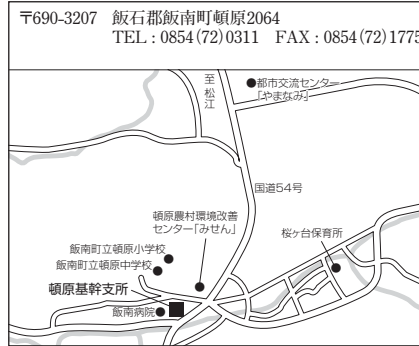 〒690-3207 飯石郡飯南町頓原2064
TEL : 0854(72)0311 FAX : 0854(72)1775
至松江
都市交流センター
「やまなみ」
国道54号
頓原農村環境改善
センター「みせん」
桜ヶ台保育所
飯南町立頓原小学校
飯南町立頓原中学校
頓原基幹支所
飯南病院